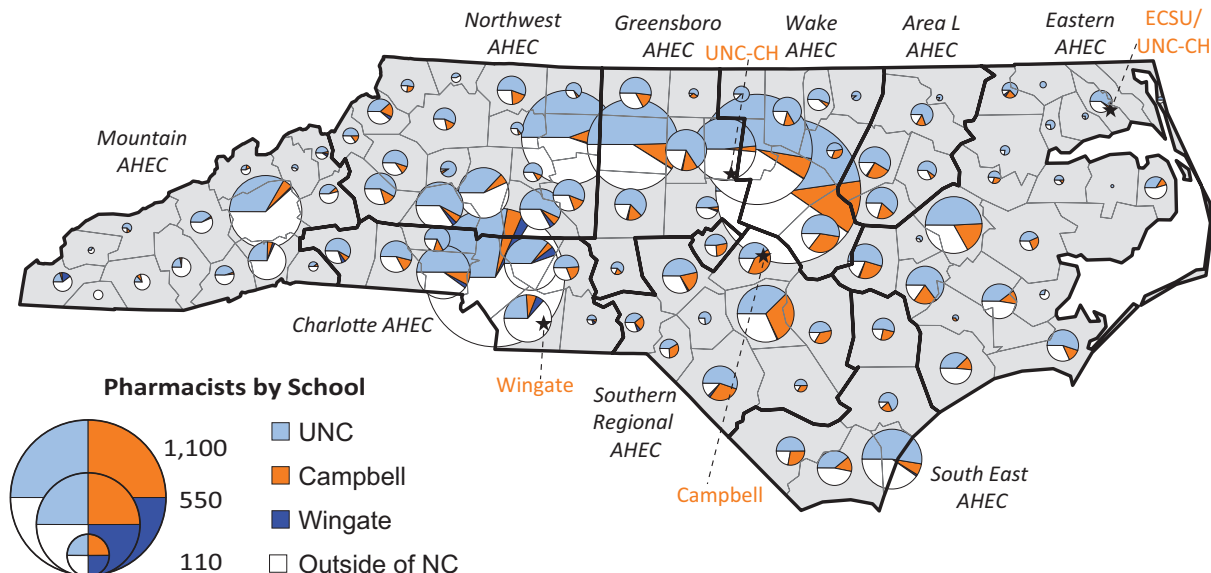 Northwest
AHEC
Greensboro
AHEC
UNC-CH
Wake
AHEC
Area L
AHEC
Eastern
AHEC
ECSU/
UNC-CH
Mountain
AHEC
Charlotte AHEC
Wingate
Southern
Regional
AHEC
Campbell
South East
AHEC
Pharmacists by School
1,100
550
110
UNC
Campbell
Wingate
Outside of NC